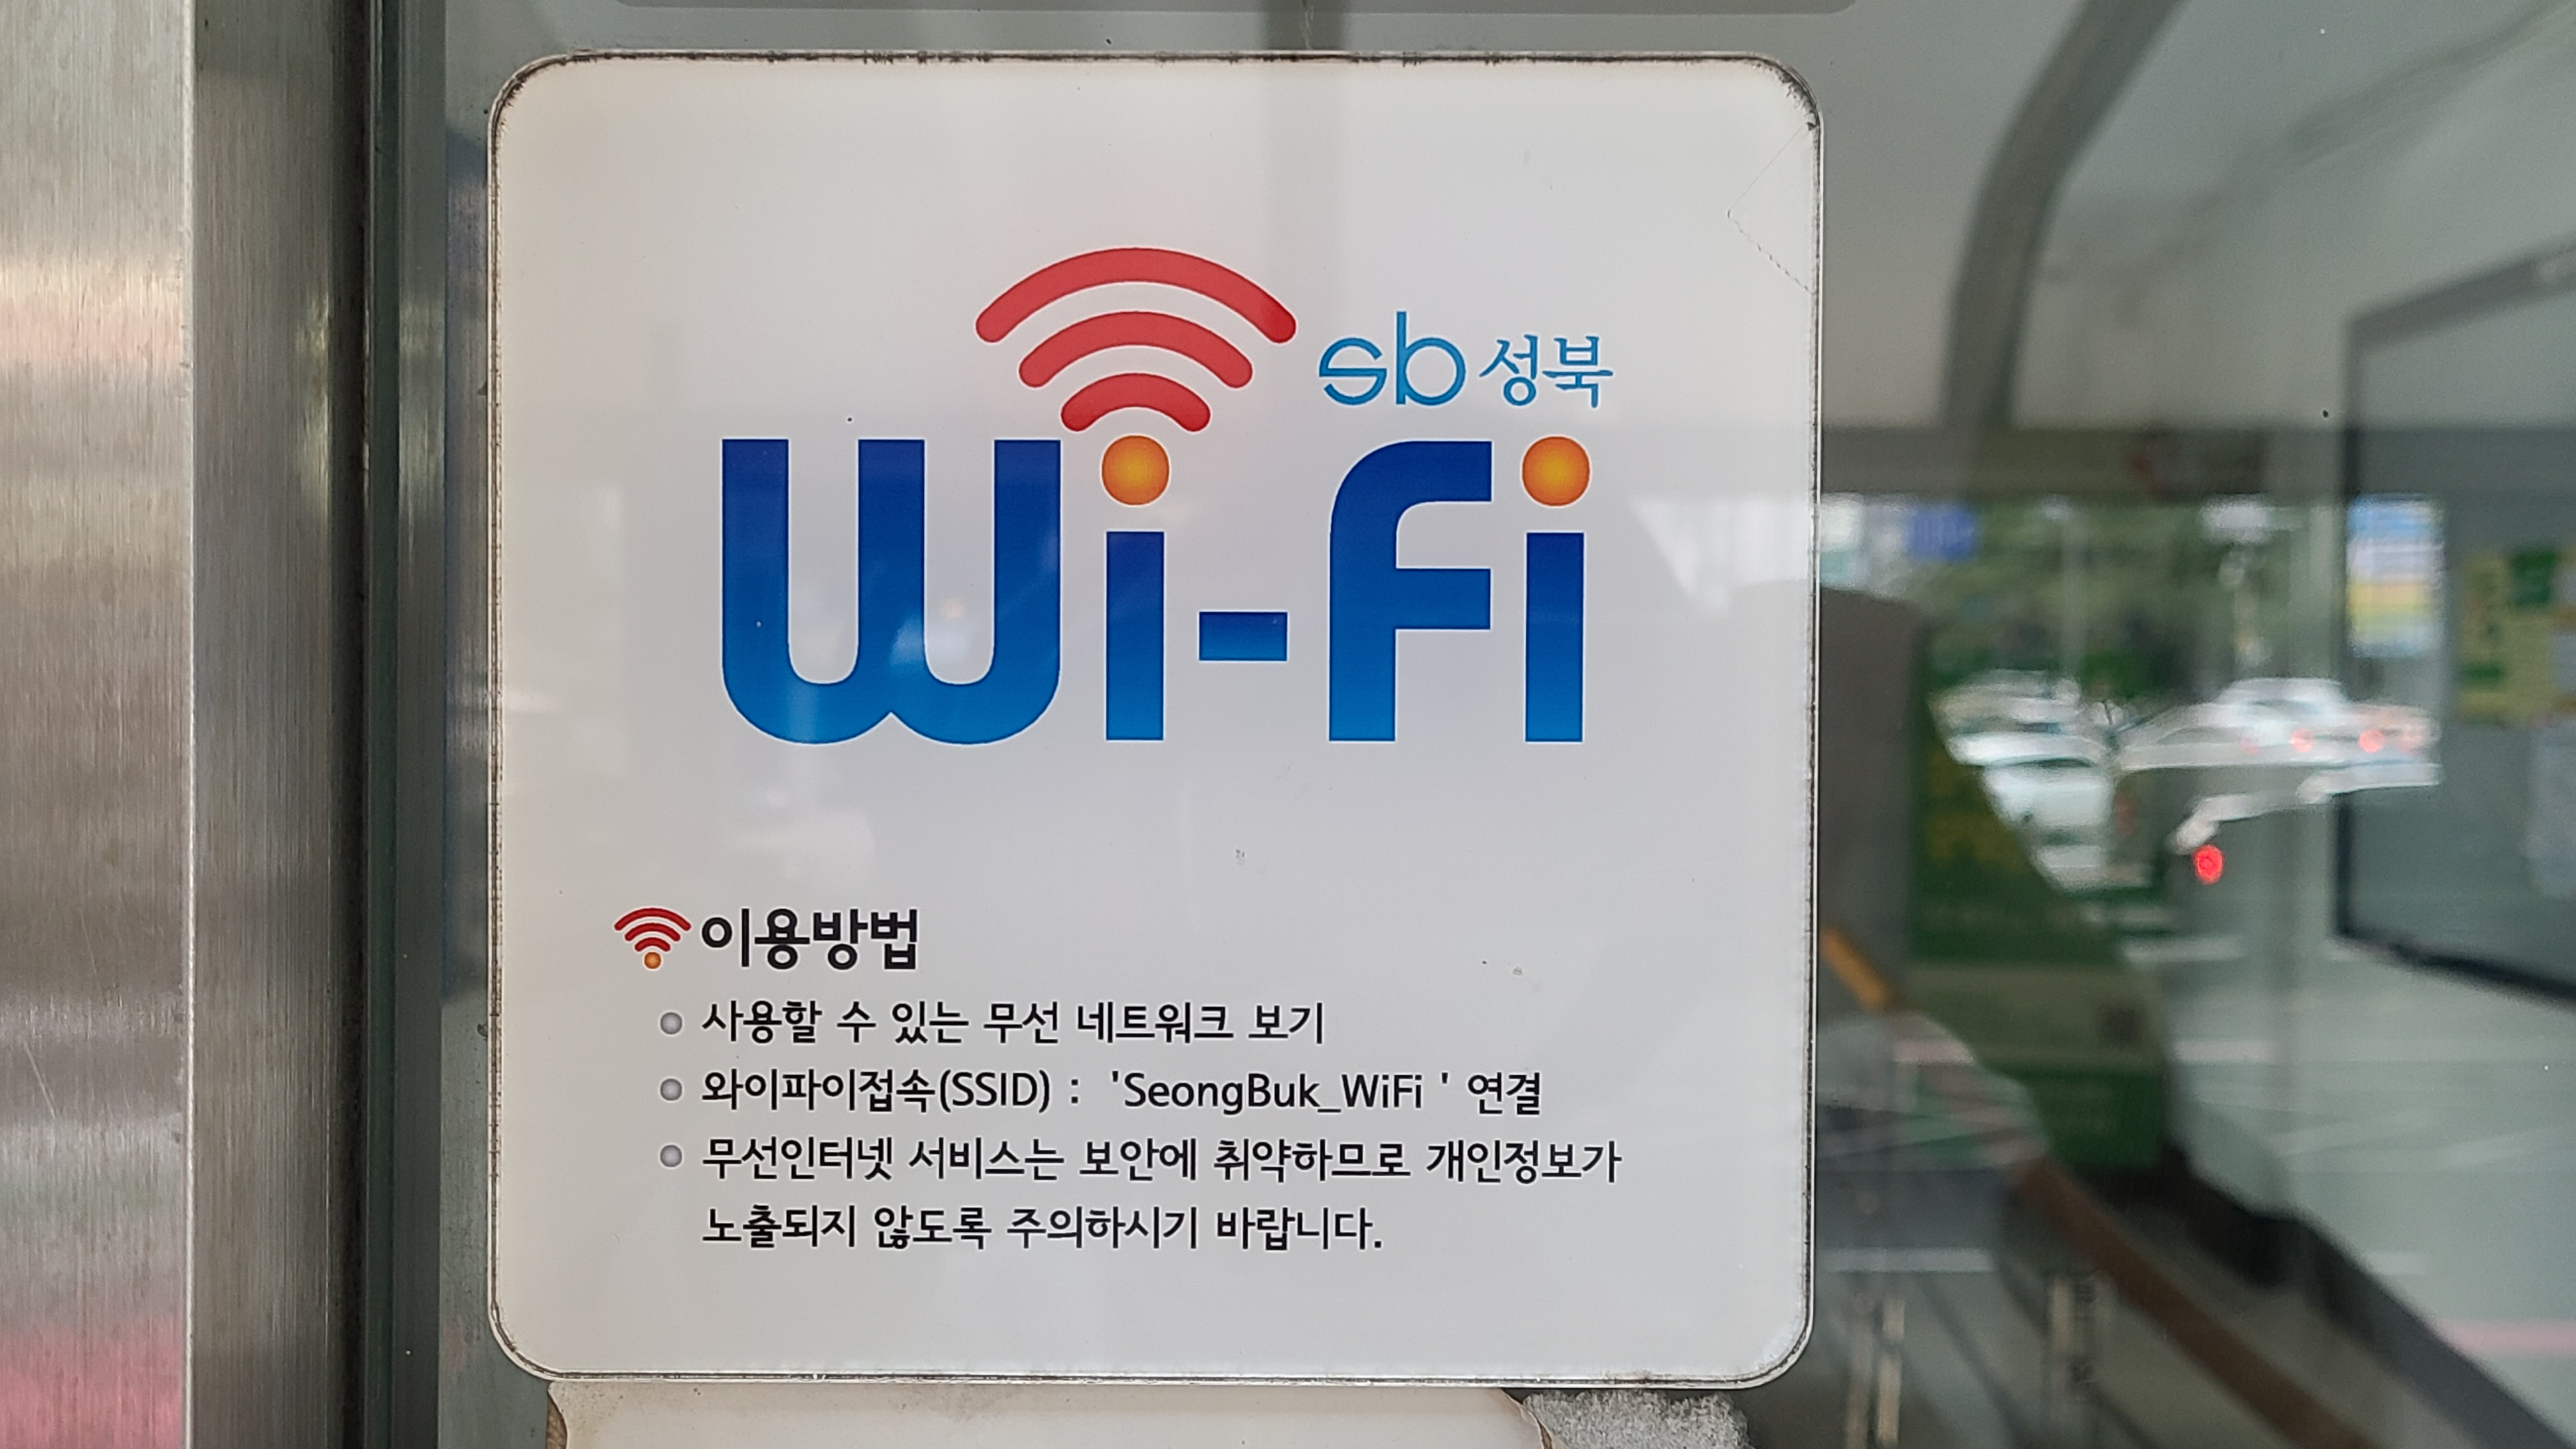 sb 성북
Wi-Fi
이용방법
사용할 수 있는 무선 네트워크 보기
와이파이접속(SSID) : 'SeongBuk_WiFi ' 연결
무선인터넷 서비스는 보안에 취약하므로 개인정보가
노출되지 않도록 주의하시기 바랍니다.